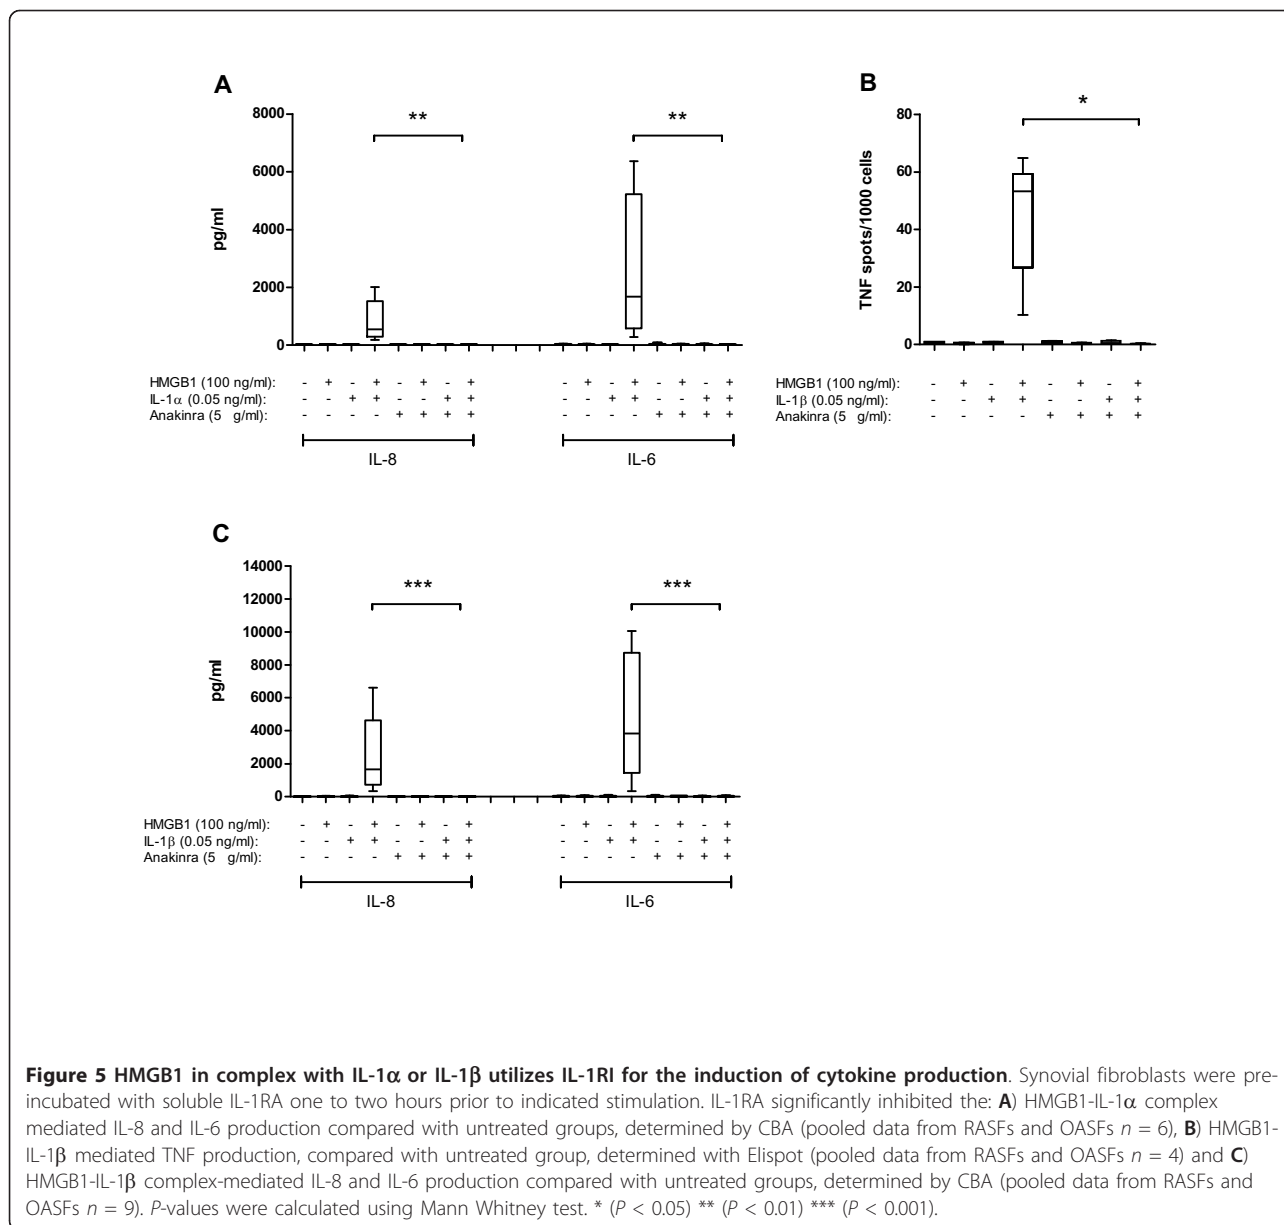 A
8000
6000
4000
2000
0
pg/ml
**
**
HMGB1 (100 ng/ml): - + - + - + - + - + - + - + - +
IL-1α (0.05 ng/ml): - - + + - - + + - - + + - - + +
Anakinra (5 g/ml): - - - - + + + + - - - - + + + +
IL-8
IL-6
B
80
60
40
20
0
TNF spots/1000 cells
*
HMGB1 (100 ng/ml): - + - + - + - +
IL-1β (0.05 ng/ml): - - + + - - + +
Anakinra (5 g/ml): - - - - + + + +
C
14000
12000
10000
8000
6000
4000
2000
0
pg/ml
***
***
HMGB1 (100 ng/ml): - + - + - + - + - + - + - + - +
IL-1β (0.05 ng/ml): - - + + - - + + - - + + - - + +
Anakinra (5 g/ml): - - - - + + + + - - - - + + + +
IL-8
IL-6
Figure 5 HMGB1 in complex with IL-1α or IL-1β utilizes IL-1RI for the induction of cytokine production. Synovial fibroblasts were pre-
incubated with soluble IL-1RA one to two hours prior to indicated stimulation. IL-1RA significantly inhibited the: A) HMGB1-IL-1α complex
mediated IL-8 and IL-6 production compared with untreated groups, determined by CBA (pooled data from RASFs and OASFs n = 6), B) HMGB1-
IL-1β mediated TNF production, compared with untreated group, determined with Elispot (pooled data from RASFs and OASFs n = 4) and C)
HMGB1-IL-1β complex-mediated IL-8 and IL-6 production compared with untreated groups, determined by CBA (pooled data from RASFs and
OASFs n = 9). P-values were calculated using Mann Whitney test. * (P < 0.05) ** (P < 0.01) *** (P < 0.001).